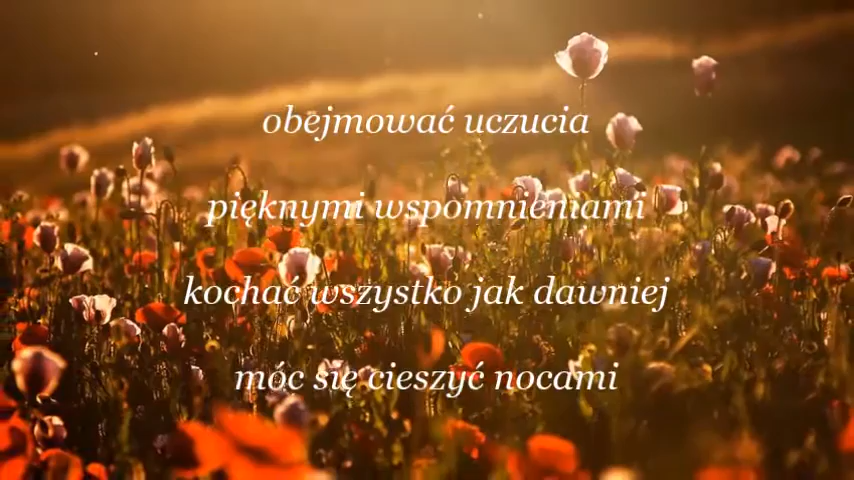 obejmować uczucia
pięknymi wspomnieniami
kochać wszystko jak dawniej
móc się cieszyć nocami